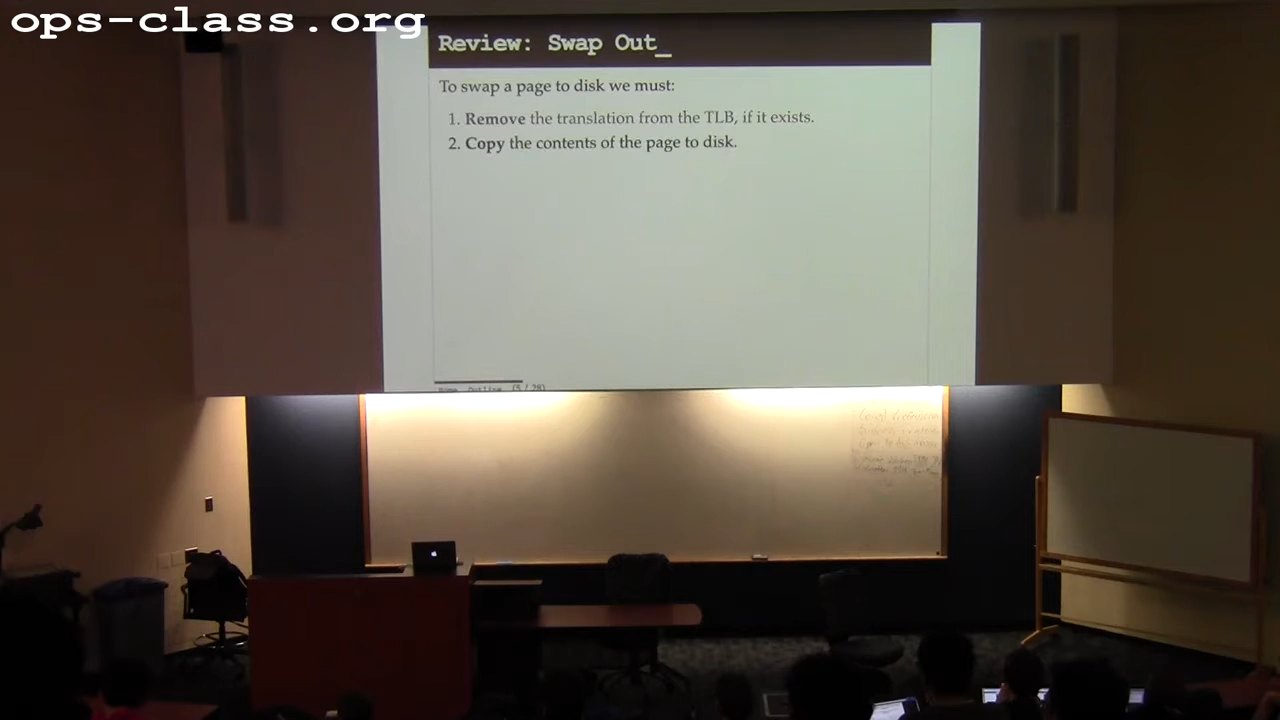 ops-class.org
Review: Swap Out_
To swap a page to disk we must:
1. Remove the translation from the TLB, if it exists.
2. Copy the contents of the page to disk.